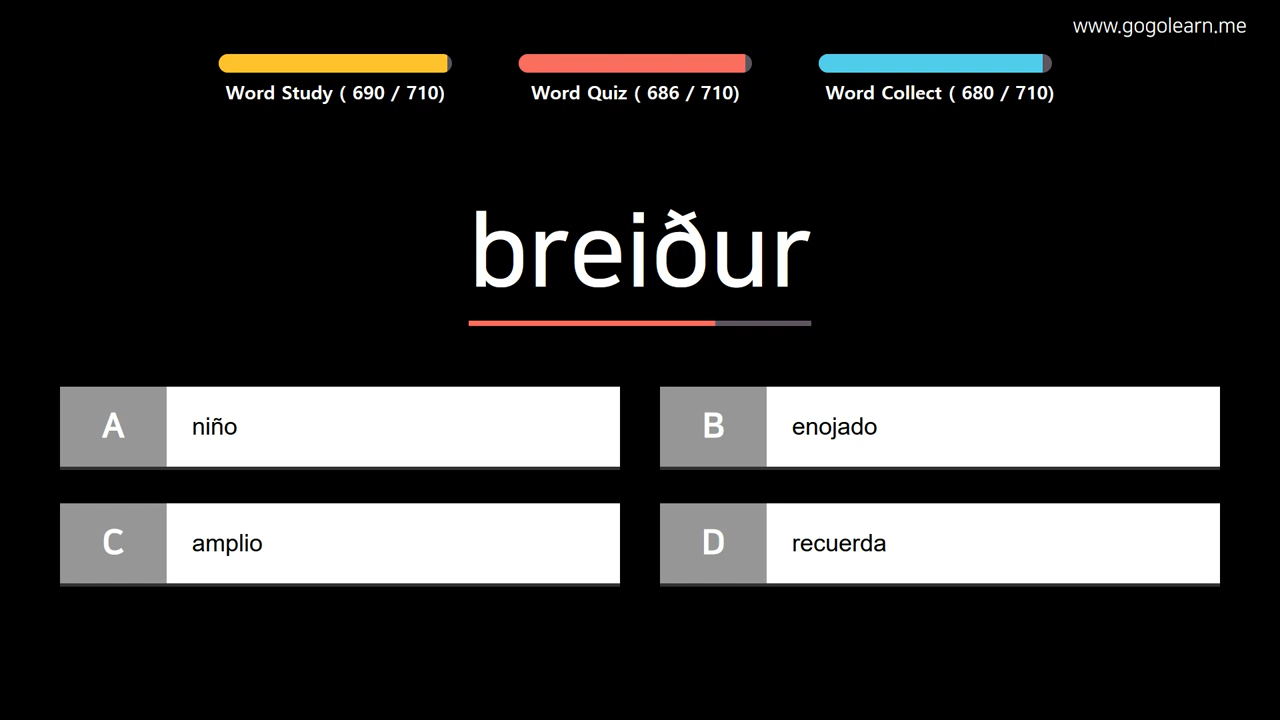 www.gogolearn.me
Word Study ( 690 / 710)
Word Quiz ( 686 / 710)
Word Collect ( 680 / 710)
breiður
A niño
B enojado
C amplio
D recuerda